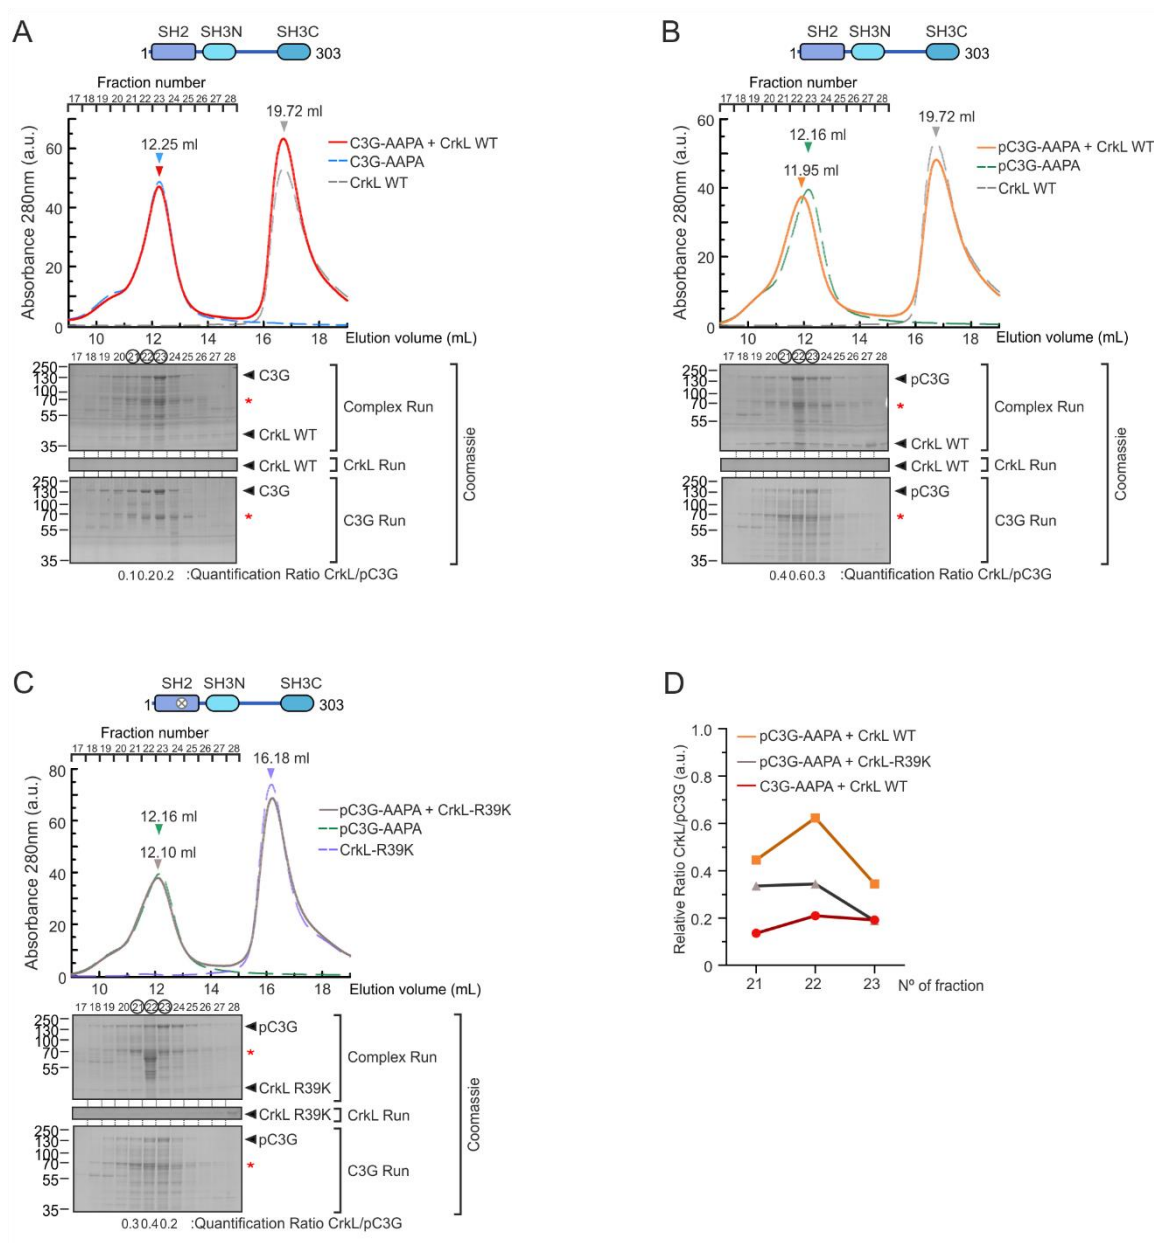 A
SH2 SH3N SH3C
1 303
Fraction number
17 18 19 20 21 22 23 24 25 26 27 28
19.72 ml
12.25 ml
C3G-AAPA + CrkL WT
C3G-AAPA
CrkL WT
Absorbance 280nm (a.u.)
60
40
20
0
10 12 14 16 18 Elution volume (mL)
17 18 19 20 21 22 23 24 25 26 27 28
250
130
100
70
55
35
C3G
*
CrkL WT
Complex Run
CrkL WT CrkL Run
250
130
100
70
55
35
C3G
*
C3G Run
Coomassie
0.1 0.2 0.2 :Quantification Ratio CrkL/pC3G
B
SH2 SH3N SH3C
1 303
Fraction number
17 18 19 20 21 22 23 24 25 26 27 28
19.72 ml
12.16 ml
11.95 ml
pC3G-AAPA + CrkL WT
pC3G-AAPA
CrkL WT
Absorbance 280nm (a.u.)
60
40
20
0
10 12 14 16 18 Elution volume (mL)
17 18 19 20 21 22 23 24 25 26 27 28
250
130
100
70
55
35
pC3G
*
CrkL WT
Complex Run
CrkL WT CrkL Run
250
130
100
70
55
35
pC3G
*
C3G Run
Coomassie
0.4 0.6 0.3 :Quantification Ratio CrkL/pC3G
C
SH2 SH3N SH3C
1 303
Fraction number
17 18 19 20 21 22 23 24 25 26 27 28
16.18 ml
12.16 ml
12.10 ml
pC3G-AAPA + CrkL-R39K
pC3G-AAPA
CrkL-R39K
Absorbance 280nm (a.u.)
80
60
40
20
0
10 12 14 16 18 Elution volume (mL)
17 18 19 20 21 22 23 24 25 26 27 28
250
130
100
70
55
pC3G
*
CrkL R39K
Complex Run
CrkL R39K CrkL Run
250
130
100
70
55
35
pC3G
*
C3G Run
Coomassie
0.3 0.4 0.2 :Quantification Ratio CrkL/pC3G
D
Relative Ratio CrkL/pC3G (a.u.)
1.0
0.8
0.6
0.4
0.2
0
pC3G-AAPA + CrkL WT
pC3G-AAPA + CrkL-R39K
C3G-AAPA + CrkL WT
21 22 23 Nº of fraction